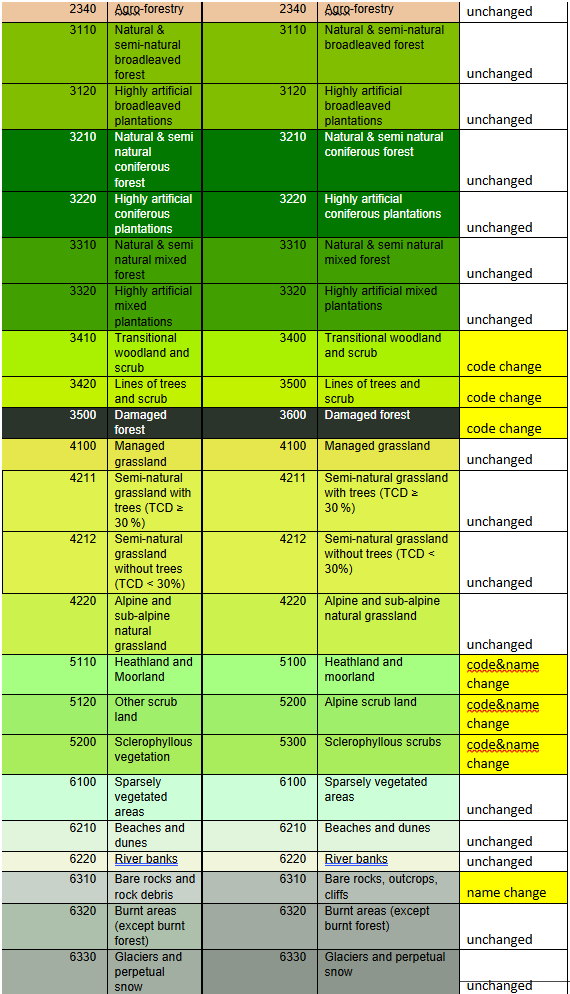 2340 Agro-forestry 2340 Agro-forestry unchanged
3110 Natural & 3110 Natural &
semi-natural semi-natural
broadleaved broadleaved forest
forest unchanged
3120 Highly artificial 3120 Highly artificial
broadleaved broadleaved
plantations plantations unchanged
3210 Natural & semi 3210 Natural & semi natural
natural coniferous forest
coniferous
forest unchanged
3220 Highly artificial 3220 Highly artificial
coniferous coniferous plantations
plantations unchanged
3310 Natural & semi 3310 Natural & semi natural
natural mixed mixed forest
forest unchanged
3320 Highly artificial 3320 Highly artificial mixed
mixed plantations
plantations unchanged
3410 Transitional 3400 Transitional woodland
woodland and and scrub
scrub code change
3420 Lines of trees and 3500 Lines of trees and
scrub scrub code change
3500 Damaged 3600 Damaged forest
forest code change
4100 Managed 4100 Managed grassland
grassland unchanged
4211 Semi-natural 4211 Semi-natural grassland
grassland with with trees (TCD ≥
trees (TCD ≥ 30 %)
30 %) unchanged
4212 Semi-natural 4212 Semi-natural grassland
grassland without trees (TCD <
without trees 30%)
(TCD < 30%) unchanged
4220 Alpine and 4220 Alpine and sub-alpine
sub-alpine natural grassland
natural
grassland unchanged
5110 Heathland and 5100 Heathland and code&name
Moorland moorland change
5120 Other scrub 5200 Alpine scrub land code&name
land change
5200 Sclerophyllous 5300 Sclerophyllous scrubs code&name
vegetation change
6100 Sparsely 6100 Sparsely vegetated
vegetated areas
areas unchanged
6210 Beaches and 6210 Beaches and dunes
dunes unchanged
6220 River banks 6220 River banks unchanged
6310 Bare rocks and 6310 Bare rocks, outcrops,
rock debris cliffs name change
6320 Burnt areas 6320 Burnt areas (except
(except burnt burnt forest)
forest) unchanged
6330 Glaciers and 6330 Glaciers and perpetual
perpetual snow
snow unchanged